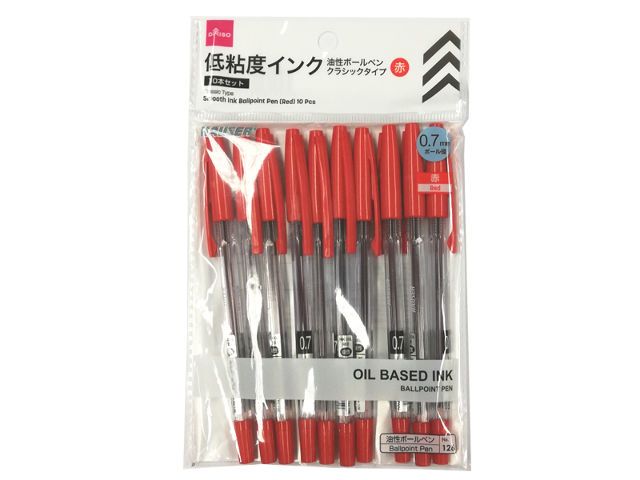 DAISO
低粘度インク
油性ボールペン
クラシックタイプ
赤
0本セット
Classic Type
Smooth Ink Ballpoint Pen (Red) 10 Pcs
HAUSER
0.7mm
ボール径
赤
Red
HAUSER
0.7
0.7
OIL BASED INK
BALLPOINT PEN
油性ボールペン
Ballpoint Pen
No.
126